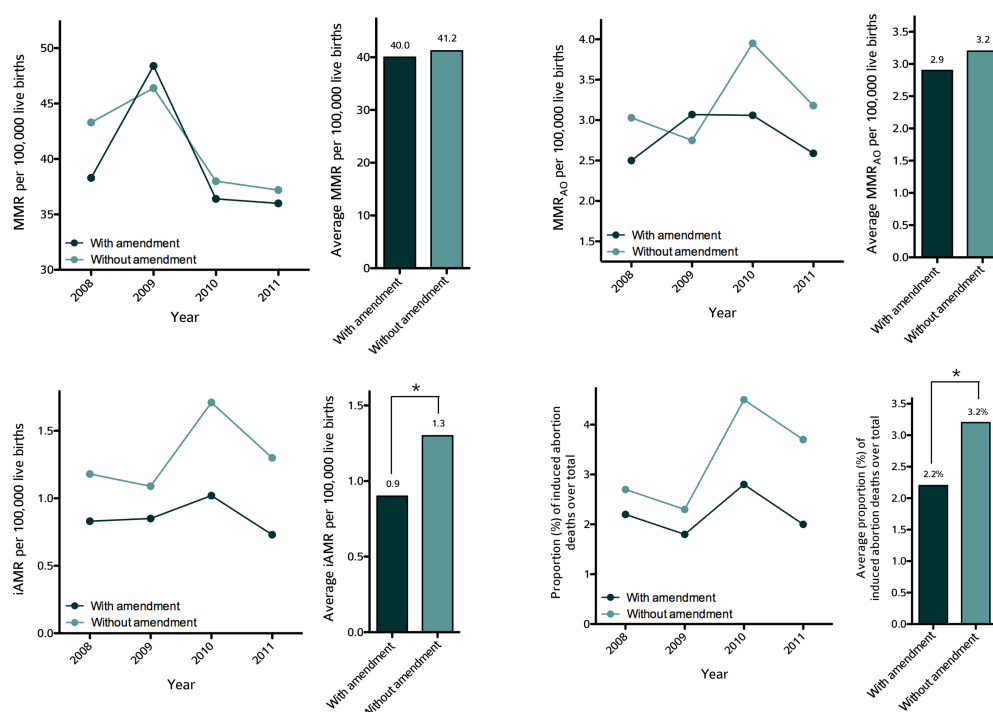 MMR per 100,000 live births
50
45
40
35
30
With amendment
Without amendment
2008
2009
2010
2011
Year
Average MMR per 100,000 live births
40
30
20
10
0
40.0
41.2
With amendment
Without amendment
MMR_AO per 100,000 live births
4.0
3.5
3.0
2.5
2.0
1.5
With amendment
Without amendment
2008
2009
2010
2011
Year
Average MMR_AO per 100,000 live births
3.5
3.0
2.5
2.0
1.5
1.0
0.5
0.0
2.9
3.2
With amendment
Without amendment
iAMR per 100,000 live births
1.5
1.0
0.5
0.0
With amendment
Without amendment
2008
2009
2010
2011
Year
Average iAMR per 100,000 live births
1.5
1.0
0.5
0.0
*
0.9
1.3
With amendment
Without amendment
Proportion (%) of induced abortion
deaths over total
4
3
2
1
0
With amendment
Without amendment
2008
2009
2010
2011
Year
Average proportion (%) of
induced abortion deaths over total
3.5
3.0
2.5
2.0
1.5
1.0
0.5
0.0
*
2.2%
3.2%
With amendment
Without amendment